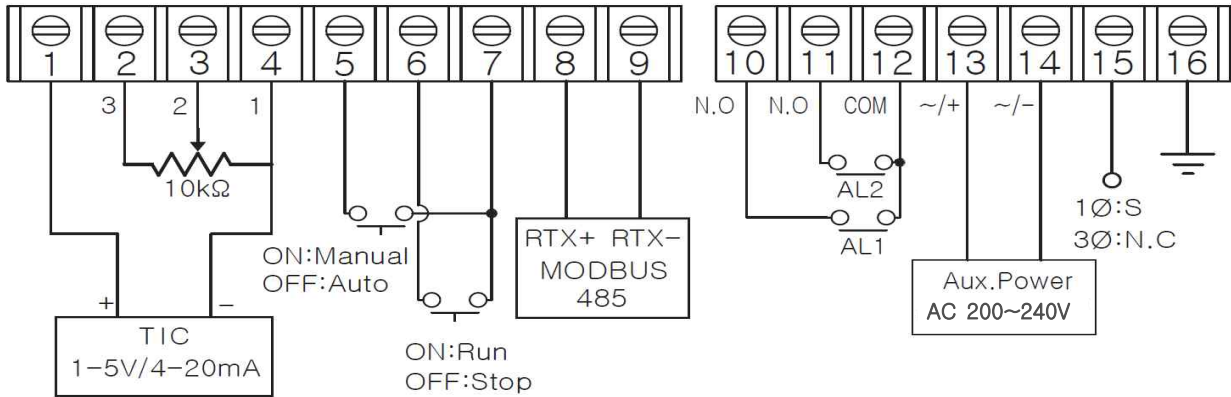 1 2 3 4 5 6 7 8 9 10 11 12 13 14 15 16
3 2 1 N.O N.O COM ~/+ ~/-
10kΩ
AL2
AL1
1Ø:S
3Ø:N.C
ON:Manual
OFF:Auto
RTX+ RTX-
MODBUS
485
Aux.Power
AC 200~240V
+ -
TIC
1-5V/4-20mA
ON:Run
OFF:Stop